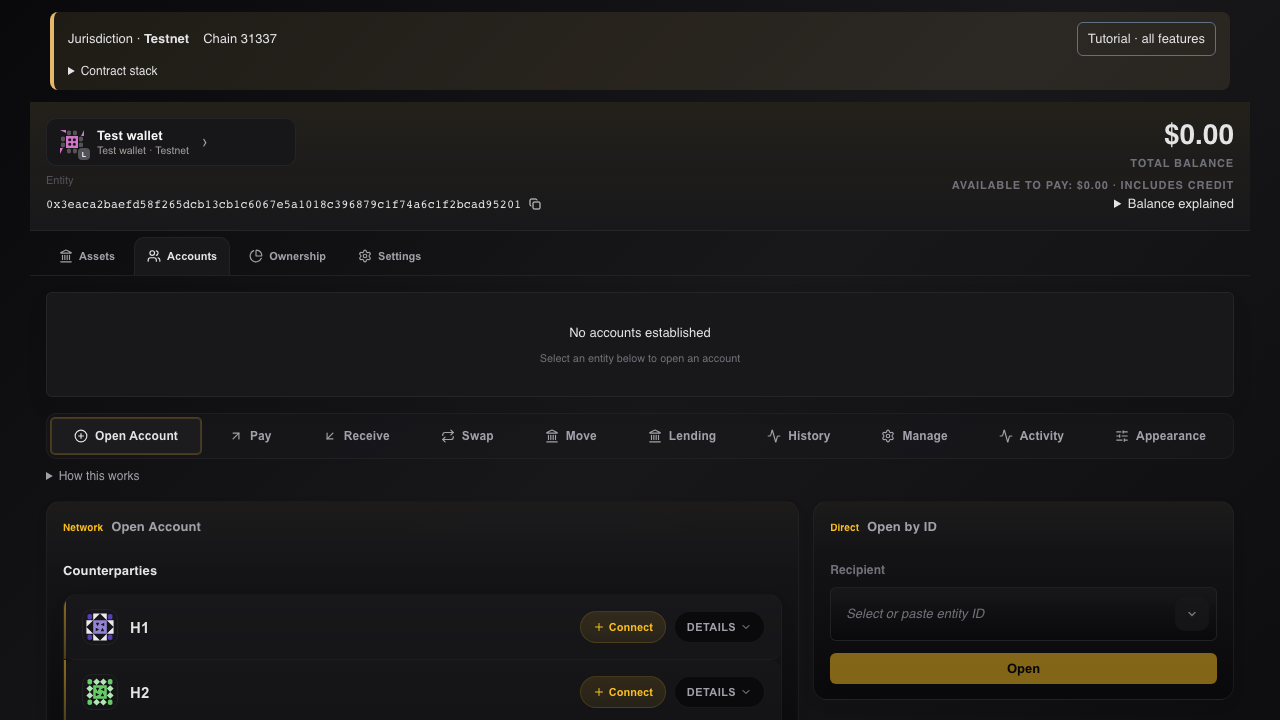 Jurisdiction · Testnet Chain 31337
Tutorial · all features
Contract stack
Test wallet
Test wallet · Testnet
L
Entity
0x3eaca2baefd58f265dcb13cb1c6067e5a1018c396879c1f74a6c1f2bcad95201
$0.00
TOTAL BALANCE
AVAILABLE TO PAY: $0.00 · INCLUDES CREDIT
Balance explained
Assets
Accounts
Ownership
Settings
No accounts established
Select an entity below to open an account
Open Account
Pay
Receive
Swap
Move
Lending
History
Manage
Activity
Appearance
How this works
Network Open Account
Counterparties
H1
Connect
DETAILS
H2
Connect
DETAILS
Direct Open by ID
Recipient
Select or paste entity ID
Open